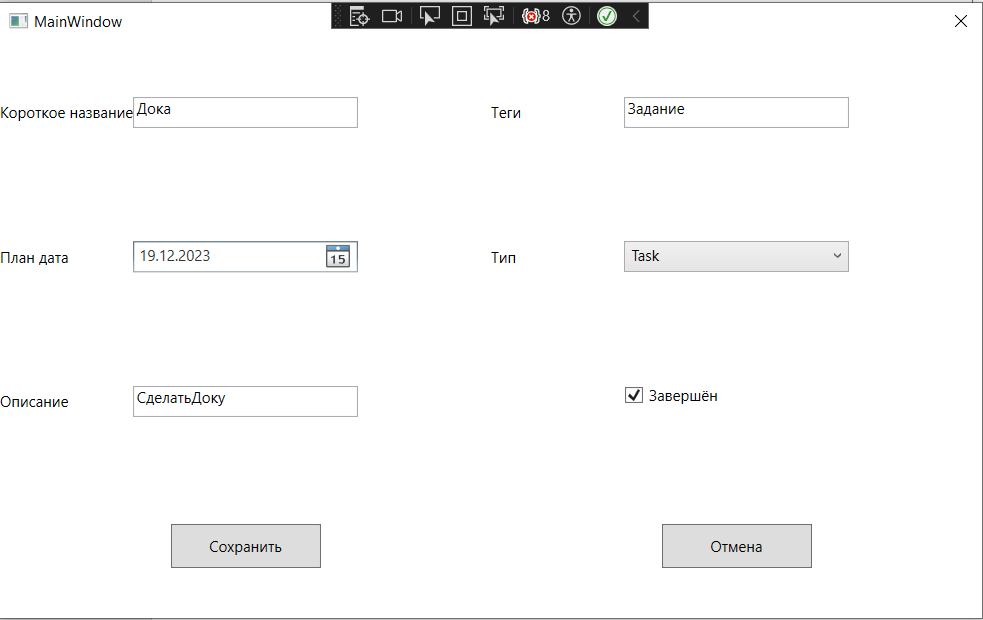 MainWindow
8
Короткое название Дока Теги Задание
План дата 19.12.2023 15 Тип Task
Описание СделатьДоку Завершён
Сохранить Отмена